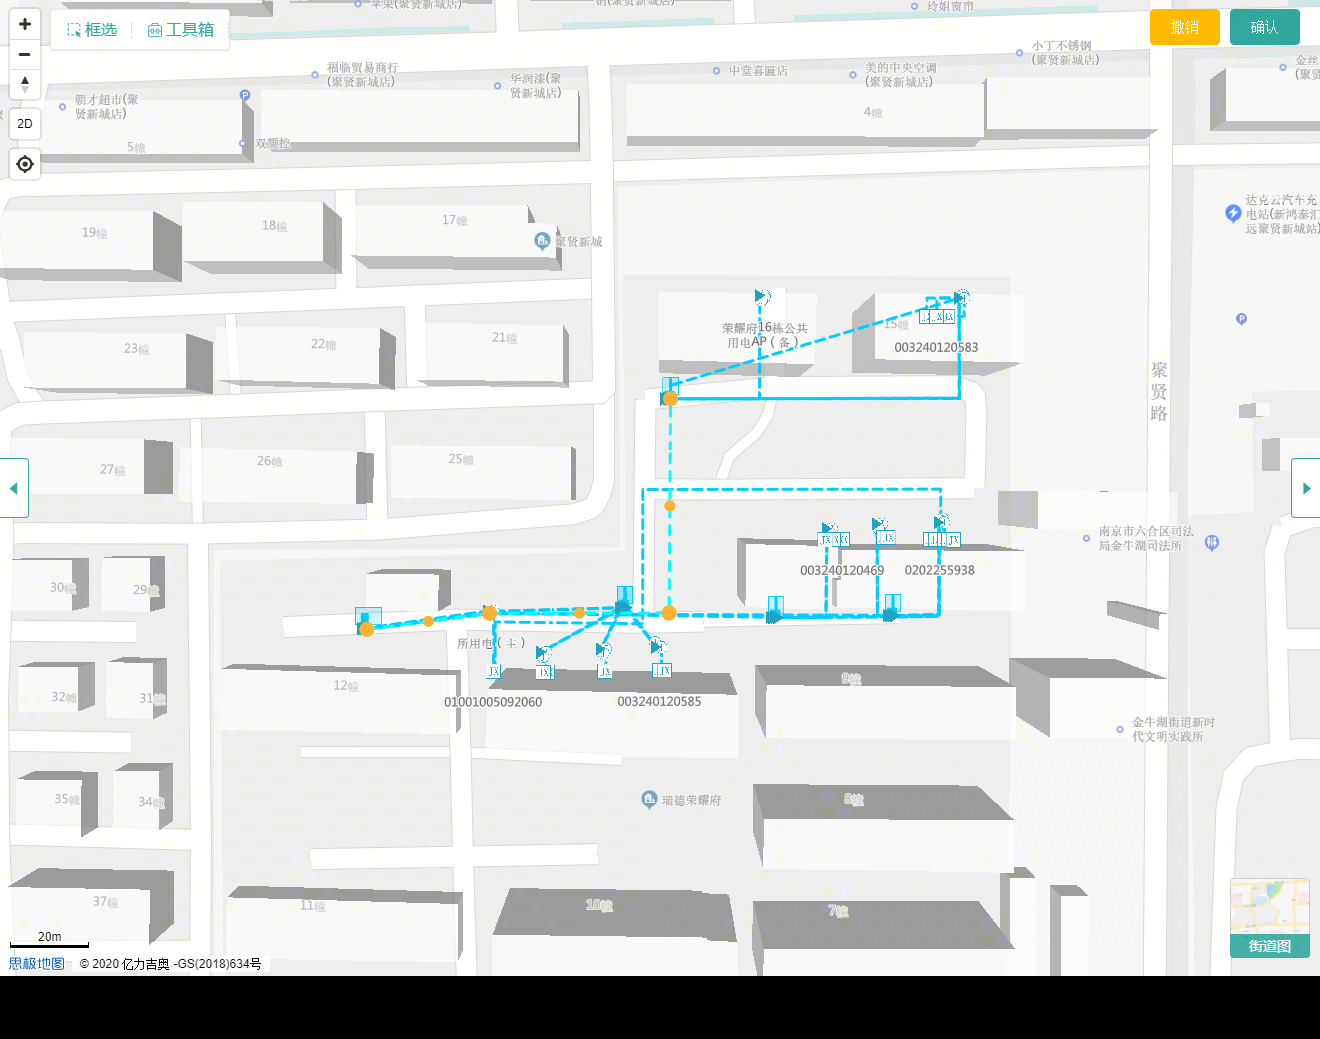 苹果(聚贤新城店)
玲姐窗帘
框选
工具箱
撤销
确认
2D
朝才超市(聚
贤新城店)
福临贸易商行
(聚贤新城店)
华润漆(聚
贤新城店)
中堂喜匾店
美的中央空调
(聚贤新城店)
小丁不锈钢
(聚贤新城店)
金丝
P
双颜控
5幢
4幢
19幢
18幢
17幢
聚贤新城
达克云汽车充
电站(新鸿泰汇
远聚贤新城站)
P
23幢
22幢
21幢
荣耀府16栋公共
用电AP（备）
15幢
JX
003240120583
聚贤路
27幢
26幢
25幢
南京市六合区司法
局金牛湖司法所
JX
JX
JX
003240120469
0202255938
30幢
29幢
所用电（主）
JX
JX
JX
JX
01001005092060
003240120585
32幢
31幢
12幢
9幢
金牛湖街道新时
代文明实践所
35幢
34幢
瑞德荣耀府
8幢
37幢
11幢
10幢
7幢
20m
思极地图
© 2020 亿力吉奥 -GS(2018)634号
街道图